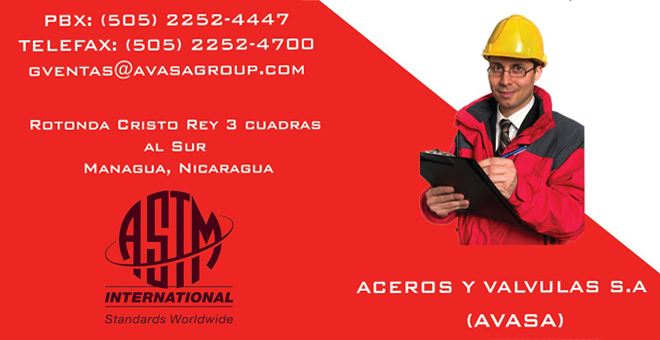 PBX: (505) 2252-4447
TELEFAX: (505) 2252-4700
GVENTAS@AVASAGROUP.COM
ROTONDA CRISTO REY 3 CUADRAS
AL SUR
MANAGUA, NICARAGUA
ASTM
INTERNATIONAL
Standards Worldwide
ACEROS Y VALVULAS S.A
(AVASA)